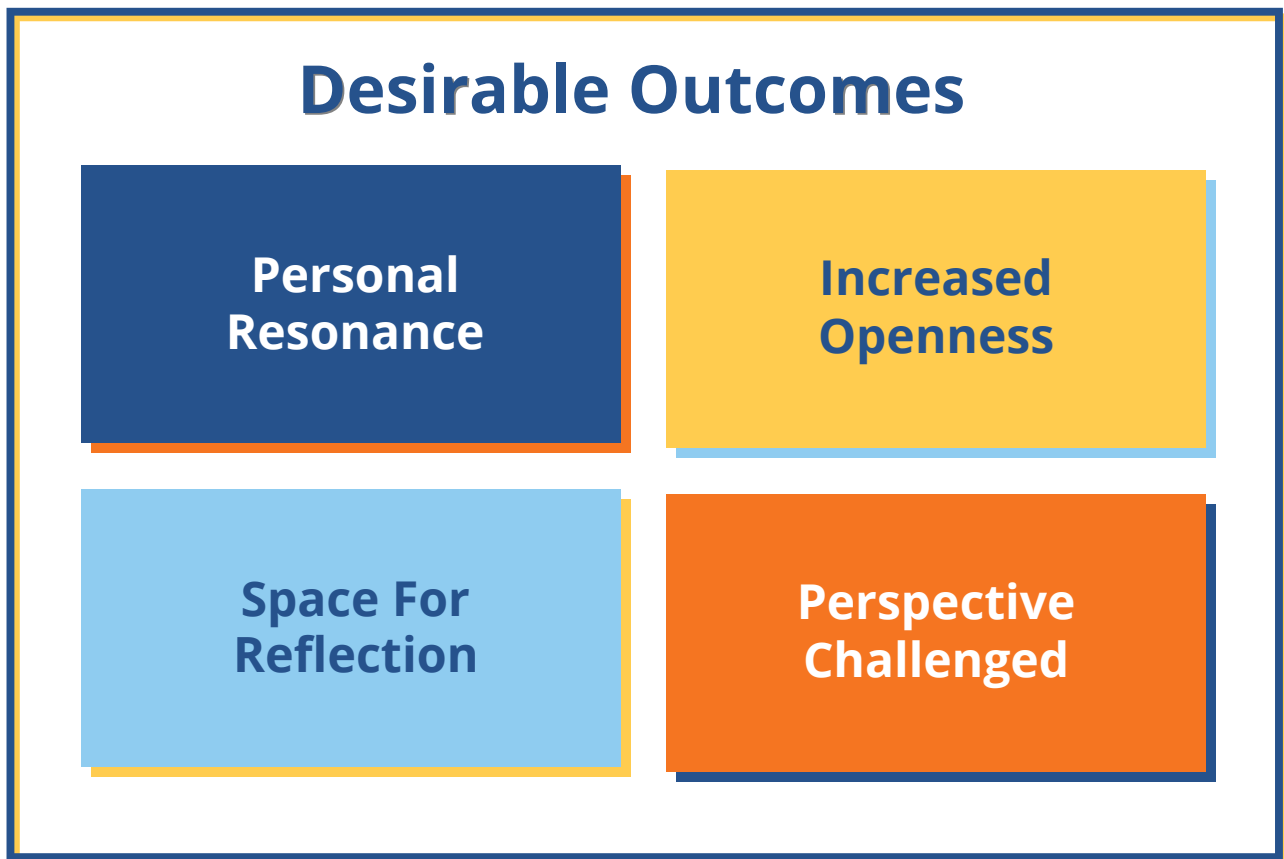 Desirable Outcomes
Personal
Resonance
Increased
Openness
Space For
Reflection
Perspective
Challenged